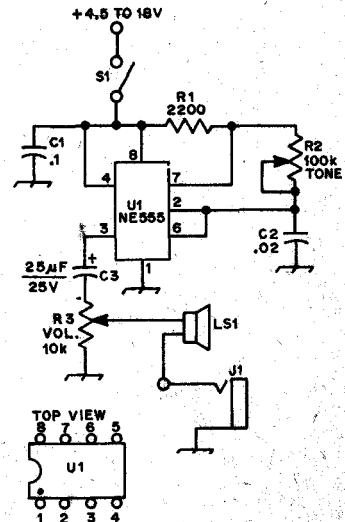 +4.5 TO 18V
S1
R1
2200
C1
.1
8
4
7
R2
100k
TONE
U1
NE555
2
3
6
C2
.02
1
+
25µF
25V
C3
R3
VOL.
10k
LS1
J1
TOP VIEW
8 7 6 5
U1
1 2 3 4